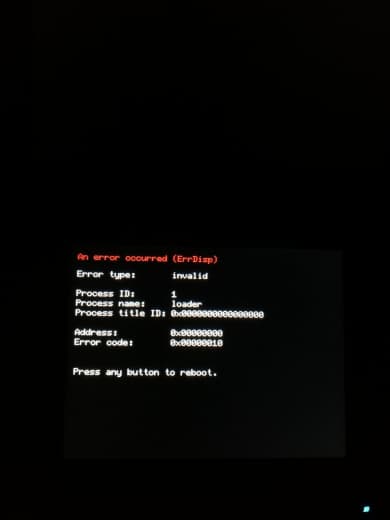 An error occurred (ErrDisp)
Error type: invalid
Process ID: 1
Process name: loader
Process title ID: 0x0000000000000000
Address: 0x00000000
Error code: 0x00000010
Press any button to reboot.